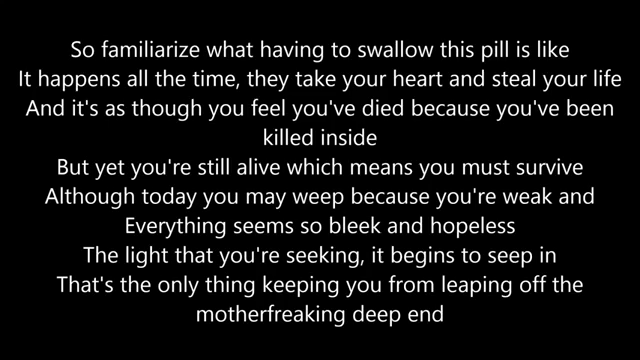 So familiarize what having to swallow this pill is like
It happens all the time, they take your heart and steal your life
And it's as though you feel you've died because you've been
killed inside
But yet you're still alive which means you must survive
Although today you may weep because you're weak and
Everything seems so bleek and hopeless
The light that you're seeking, it begins to seep in
That's the only thing keeping you from leaping off the
motherfreaking deep end